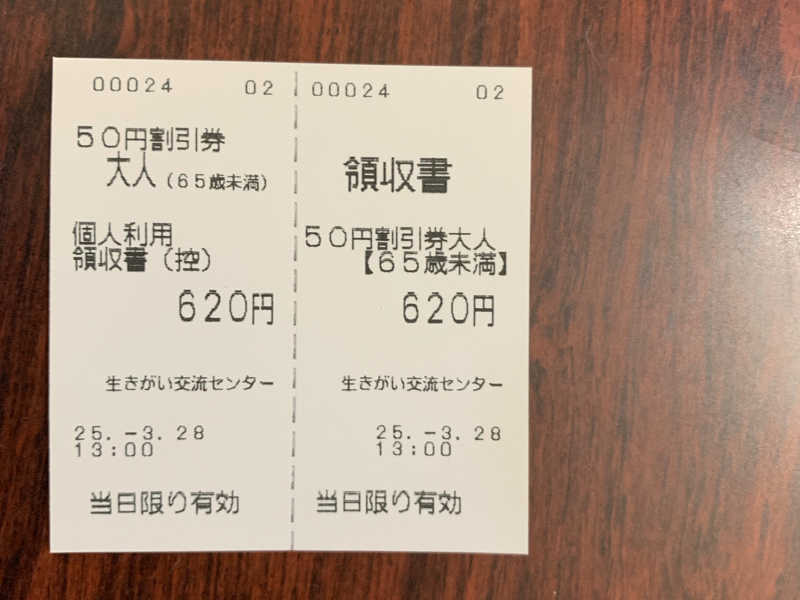 00024 02
50円割引券
大人(65歳未満)
個人利用
領収書(控)
620円
生きがい交流センター
25.-3.28
13:00
当日限り有効
00024 02
領収書
50円割引券大人
【65歳未満】
620円
生きがい交流センター
25.-3.28
13:00
当日限り有効